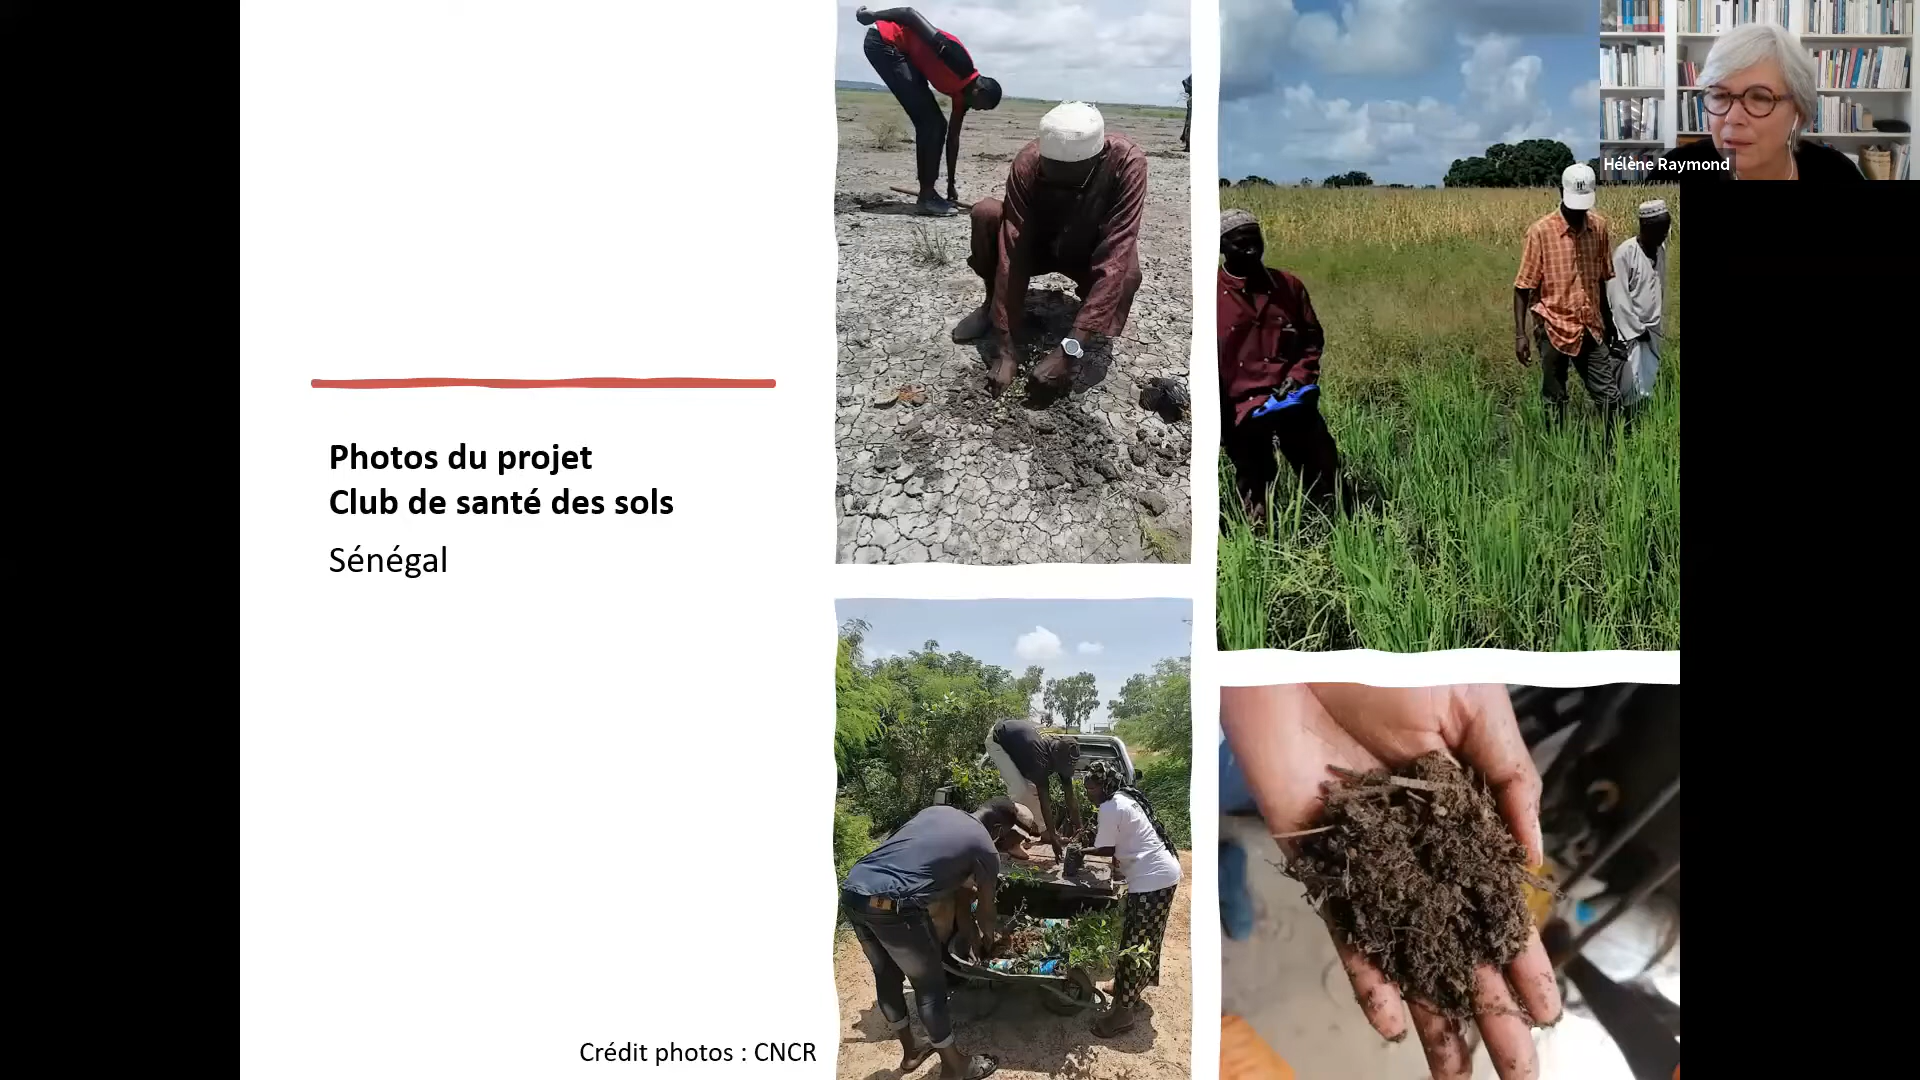 Photos du projet
Club de santé des sols
Sénégal
Crédit photos : CNCR
Hélène Raymond